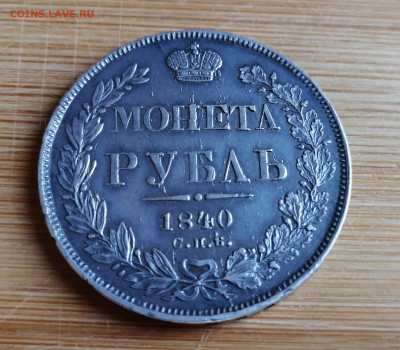 COINS.LAVE.RU
МОНЕТА
РУБЛЬ
1840
С.П.Б.